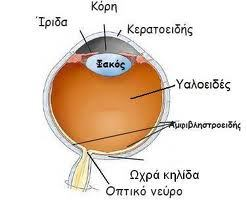 Κόρη
Ίριδα
Κερατοειδής
Φακός
Υαλοειδές
Αμφιβληστροειδής
Ωχρά κηλίδα
Οπτικό νεύρο